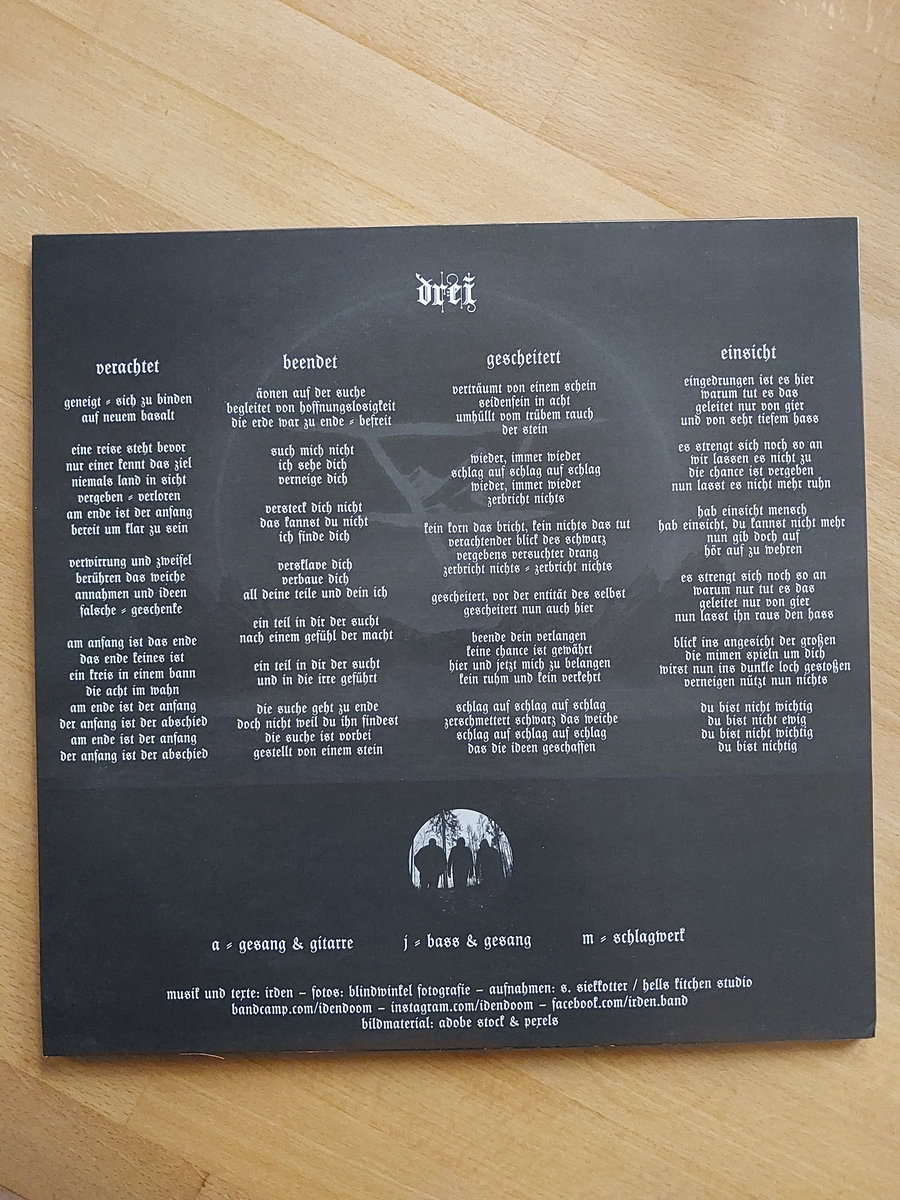 drei
verachtet
geneigt - sich zu binden
auf neuem basalt
eine reise steht bevor
nur einer kennt das ziel
niemals land in sicht
vergeben - verloren
am ende ist der anfang
bereit um klar zu sein
verwirrung und zweifel
berühren das weiche
annahmen und ideen
falsche - geschenke
am anfang ist das ende
das ende keines ist
ein kreis in einem bann
die acht im wahn
am ende ist der anfang
der anfang ist der abschied
am ende ist der anfang
der anfang ist der abschied
beendet
äonen auf der suche
begleitet von hoffnungslosigkeit
die erde war zu ende - befreit
such mich nicht
ich sehe dich
verneige dich
versteck dich nicht
das kannst du nicht
ich finde dich
versklave dich
verbaue dich
all deine teile und dein ich
ein teil in dir der sucht
nach einem gefühl der macht
ein teil in dir der sucht
und in die irre geführt
die suche geht zu ende
doch nicht weil du ihn findest
die suche ist vorbei
gestellt von einem stein
gescheitert
verträumt von einem schein
seidenfein in acht
umhüllt vom trübem rauch
der stein
wieder, immer wieder
schlag auf schlag auf schlag
wieder, immer wieder
zerbricht nichts
kein korn das bricht, kein nichts das tut
verachtender blick des schwarz
vergebens versuchter drang
zerbricht nichts - zerbricht nichts
gescheitert, vor der entität des selbst
gescheitert nun auch hier
beende dein verlangen
keine chance ist gewährt
hier und jetzt mich zu belangen
kein ruhm und kein verkehrt
schlag auf schlag auf schlag
zerschmettert schwarz das weiche
schlag auf schlag auf schlag
das die ideen geschaffen
einsicht
eingedrungen ist es hier
warum tut es das
geleitet nur von gier
und von sehr tiefem hass
es strengt sich noch so an
wir lassen es nicht zu
die chance ist vergeben
nun lasst es nicht mehr ruhn
hab einsicht mensch
hab einsicht, du kannst nicht mehr
nun gib doch auf
hör auf zu wehren
es strengt sich noch so an
warum nur tut es das
geleitet nur von gier
nun lasst ihn raus den hass
blick ins angesicht der großen
die mimen spieln um dich
wirst nun ins dunkle loch gestoßen
verneigen nützt nun nichts
du bist nicht wichtig
du bist nicht ewig
du bist nicht wichtig
du bist nichtig
a - gesang & gitarre j - bass & gesang m - schlagwerk
musik und texte: irden – fotos: blindwinkel fotografie – aufnahmen: s. siekkotter / hells kitchen studio
bandcamp.com/idendoom – instagram.com/idendoom – facebook.com/irden.band
bildmaterial: adobe stock & pexels